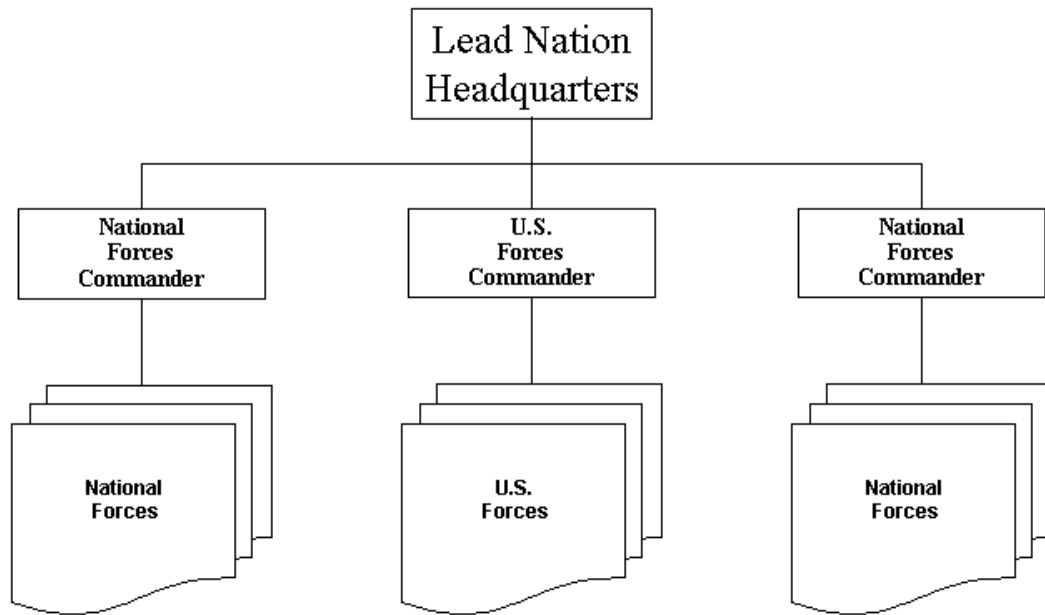 Lead Nation
Headquarters
National
Forces
Commander
U.S.
Forces
Commander
National
Forces
Commander
National
Forces
U.S.
Forces
National
Forces